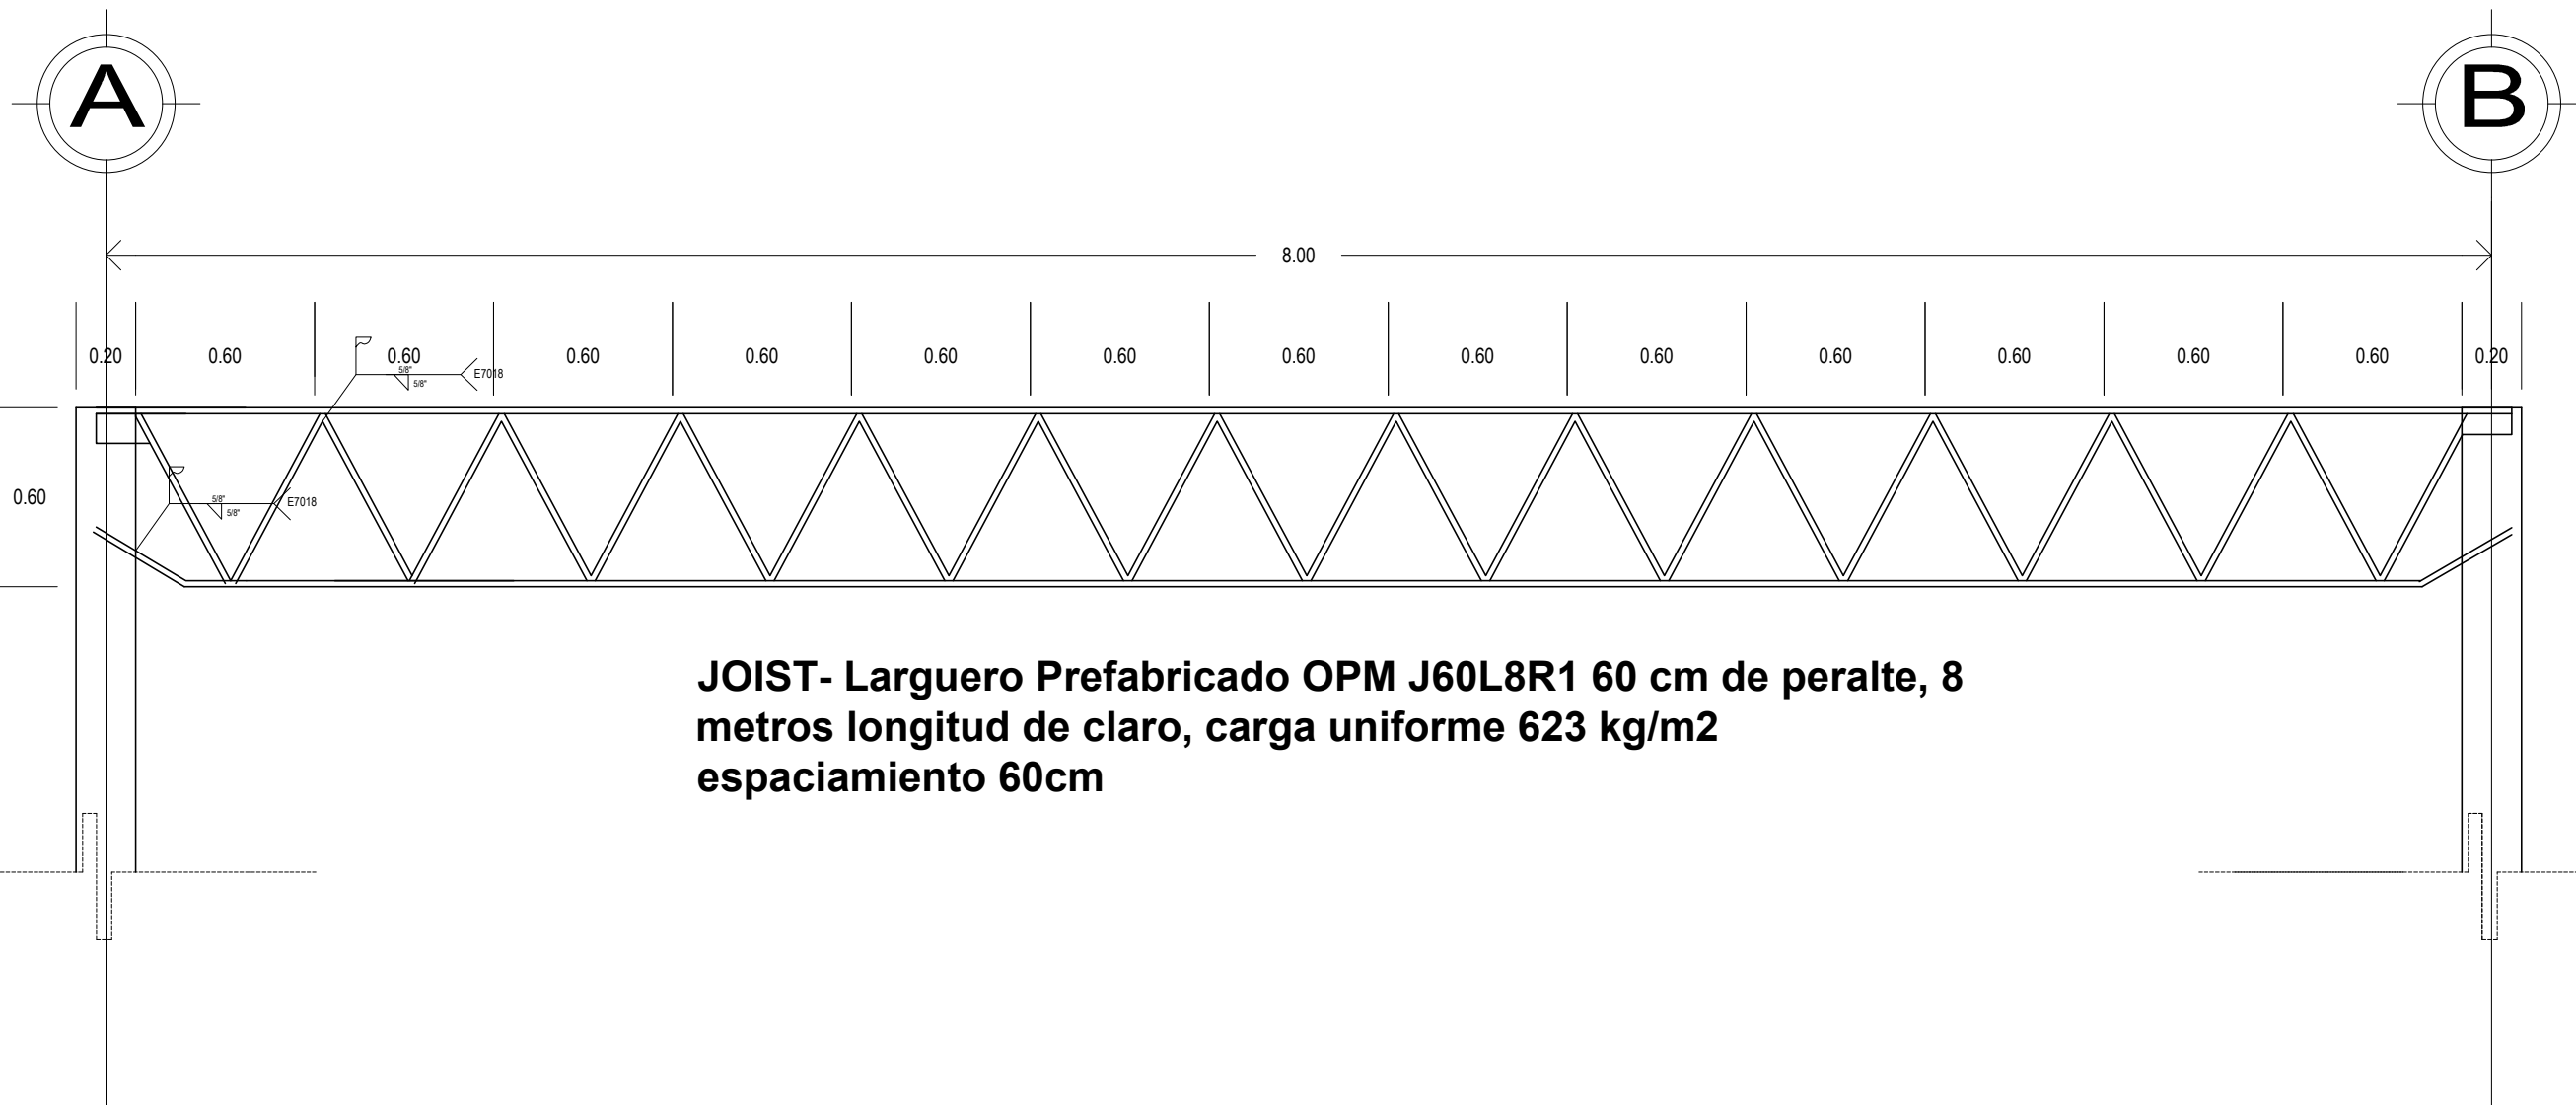 A
B
8.00
0.20 0.60 0.60 0.60 0.60 0.60 0.60 0.60 0.60 0.60 0.60 0.60 0.60 0.60 0.20
5/8"
5/8"
E7018
0.60
5/8"
5/8"
E7018
JOIST- Larguero Prefabricado OPM J60L8R1 60 cm de peralte, 8
metros longitud de claro, carga uniforme 623 kg/m2
espaciamiento 60cm